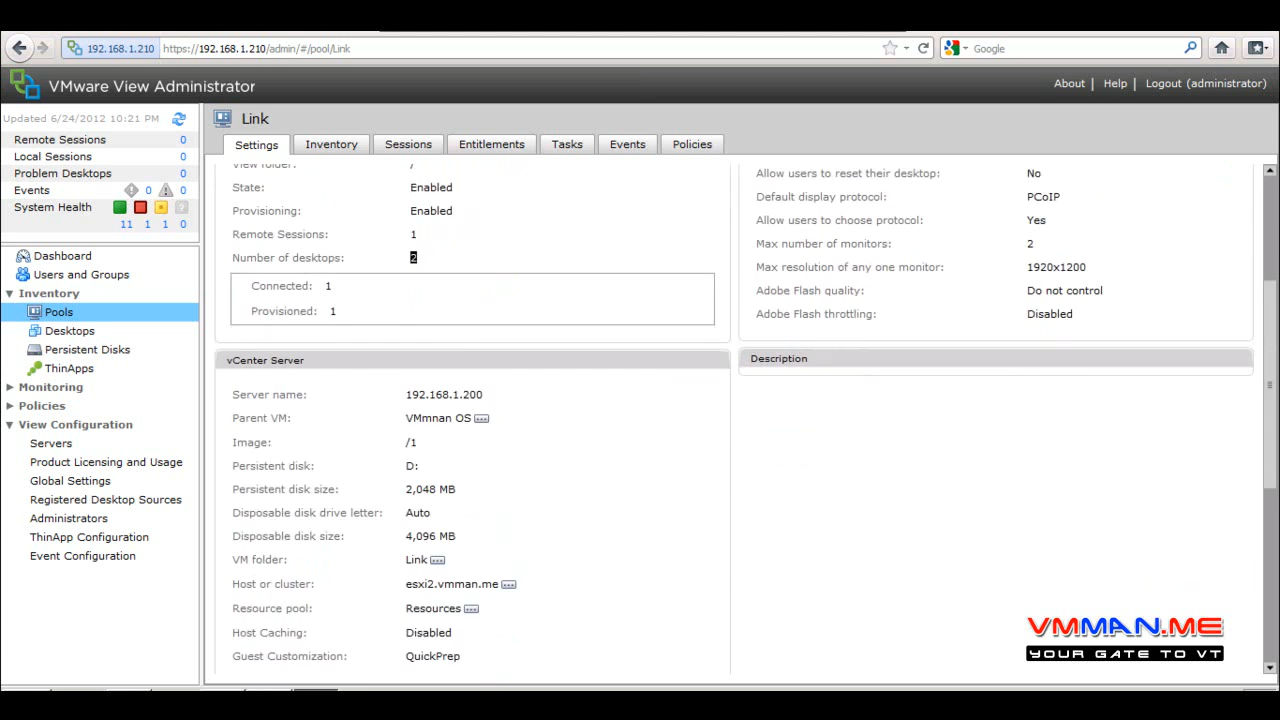 192.168.1.210 https://192.168.1.210/admin/#/pool/Link Google
VMware View Administrator About | Help | Logout (administrator)
Updated 6/24/2012 10:21 PM
Remote Sessions 0
Local Sessions 0
Problem Desktops 0
Events 0 0
System Health
11 1 1 0
Dashboard
Users and Groups
Inventory
Pools
Desktops
Persistent Disks
ThinApps
Monitoring
Policies
View Configuration
Servers
Product Licensing and Usage
Global Settings
Registered Desktop Sources
Administrators
ThinApp Configuration
Event Configuration
Link
Settings Inventory Sessions Entitlements Tasks Events Policies
View folder: /
State: Enabled
Provisioning: Enabled
Remote Sessions: 1
Number of desktops: 2
Connected: 1
Provisioned: 1
vCenter Server
Server name: 192.168.1.200
Parent VM: VMmnan OS
Image: /1
Persistent disk: D:
Persistent disk size: 2,048 MB
Disposable disk drive letter: Auto
Disposable disk size: 4,096 MB
VM folder: Link
Host or cluster: esxi2.vmman.me
Resource pool: Resources
Host Caching: Disabled
Guest Customization: QuickPrep
Allow users to reset their desktop: No
Default display protocol: PCoIP
Allow users to choose protocol: Yes
Max number of monitors: 2
Max resolution of any one monitor: 1920x1200
Adobe Flash quality: Do not control
Adobe Flash throttling: Disabled
Description
VMMAN.ME
YOUR GATE TO VT